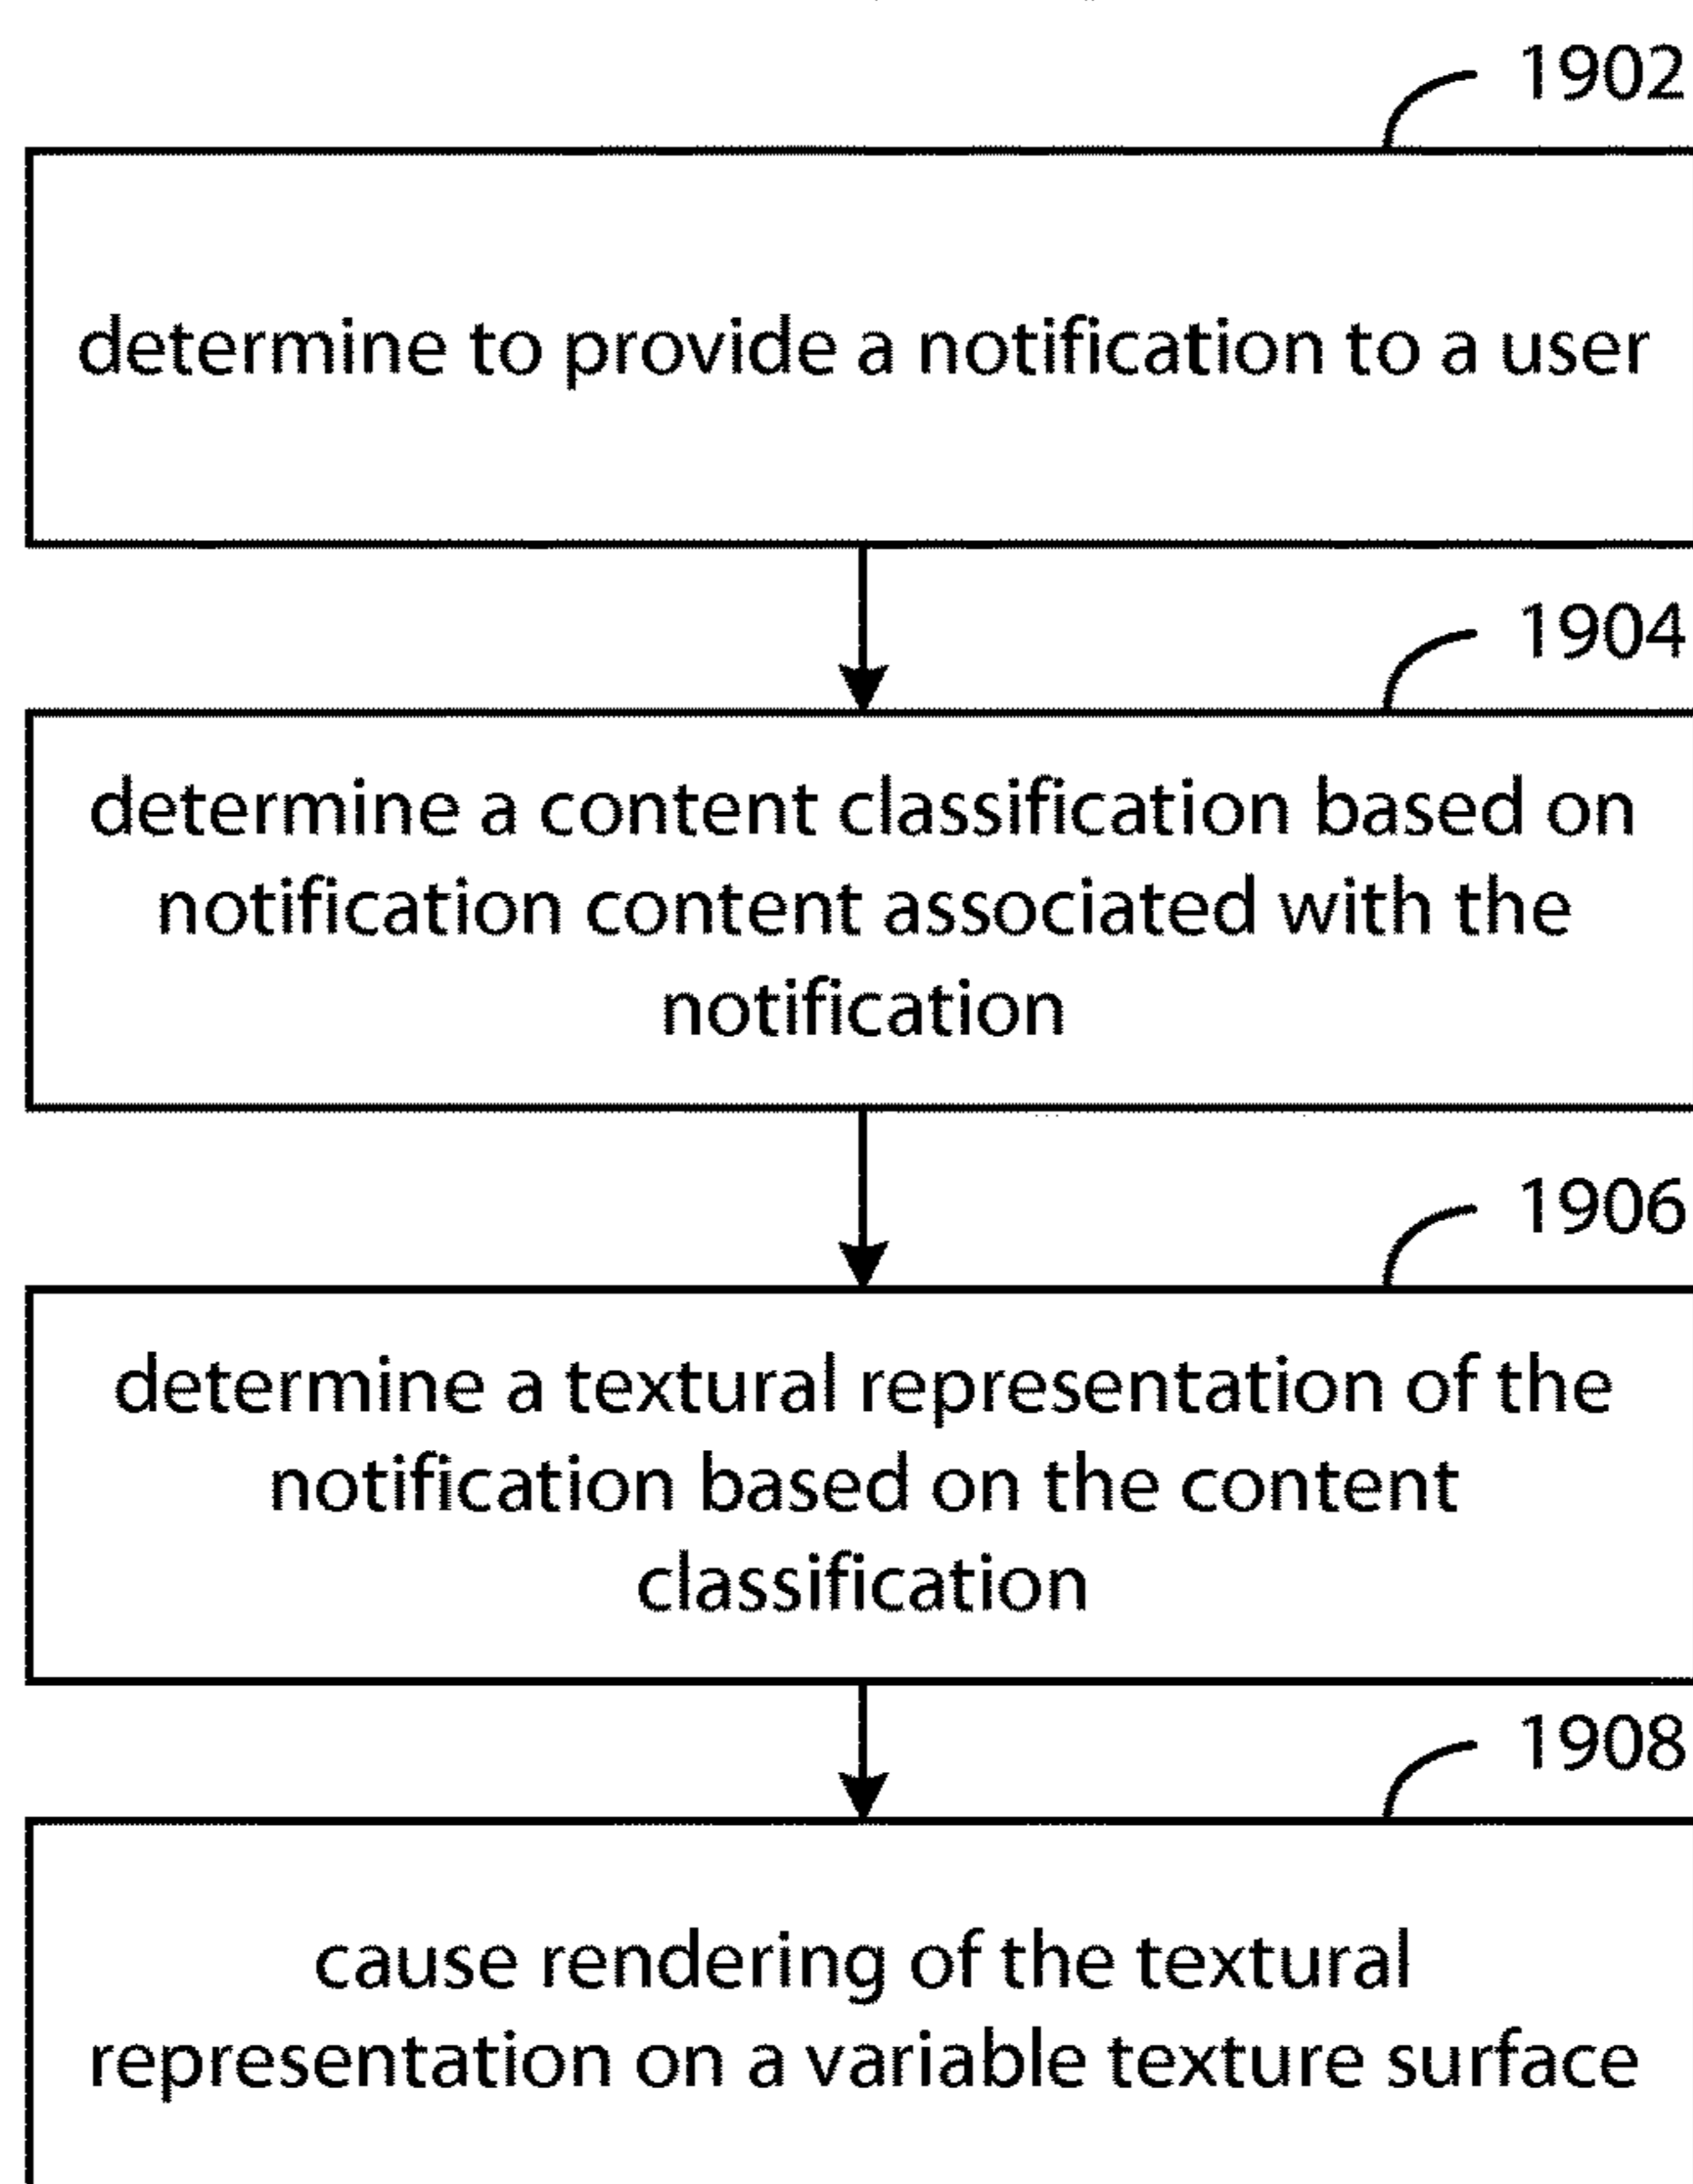 1902
determine to provide a notification to a user
1904
determine a content classification based on
notification content associated with the
notification
1906
determine a textural representation of the
notification based on the content
classification
1908
cause rendering of the textural
representation on a variable texture surface